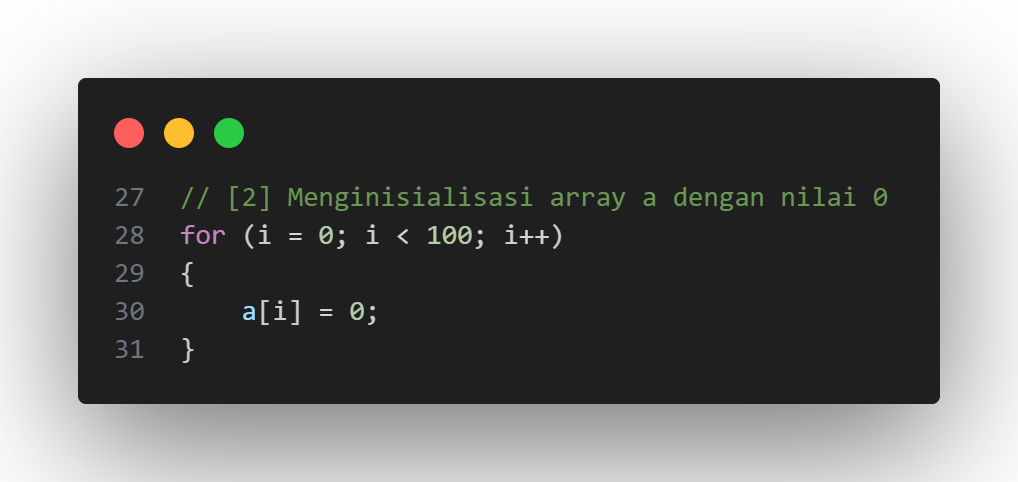 27 // [2] Menginisialisasi array a dengan nilai 0
28 for (i = 0; i < 100; i++)
29 {
30     a[i] = 0;
31 }